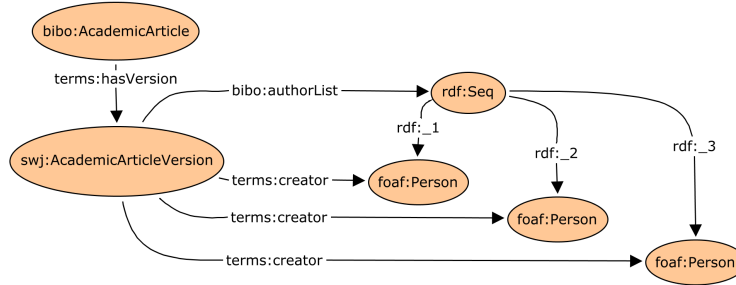 bibo:AcademicArticle
terms:hasVersion
bibo:authorList
rdf:Seq
rdf:_1
rdf:_2
rdf:_3
swj:AcademicArticleVersion
terms:creator
foaf:Person
terms:creator
foaf:Person
terms:creator
foaf:Person